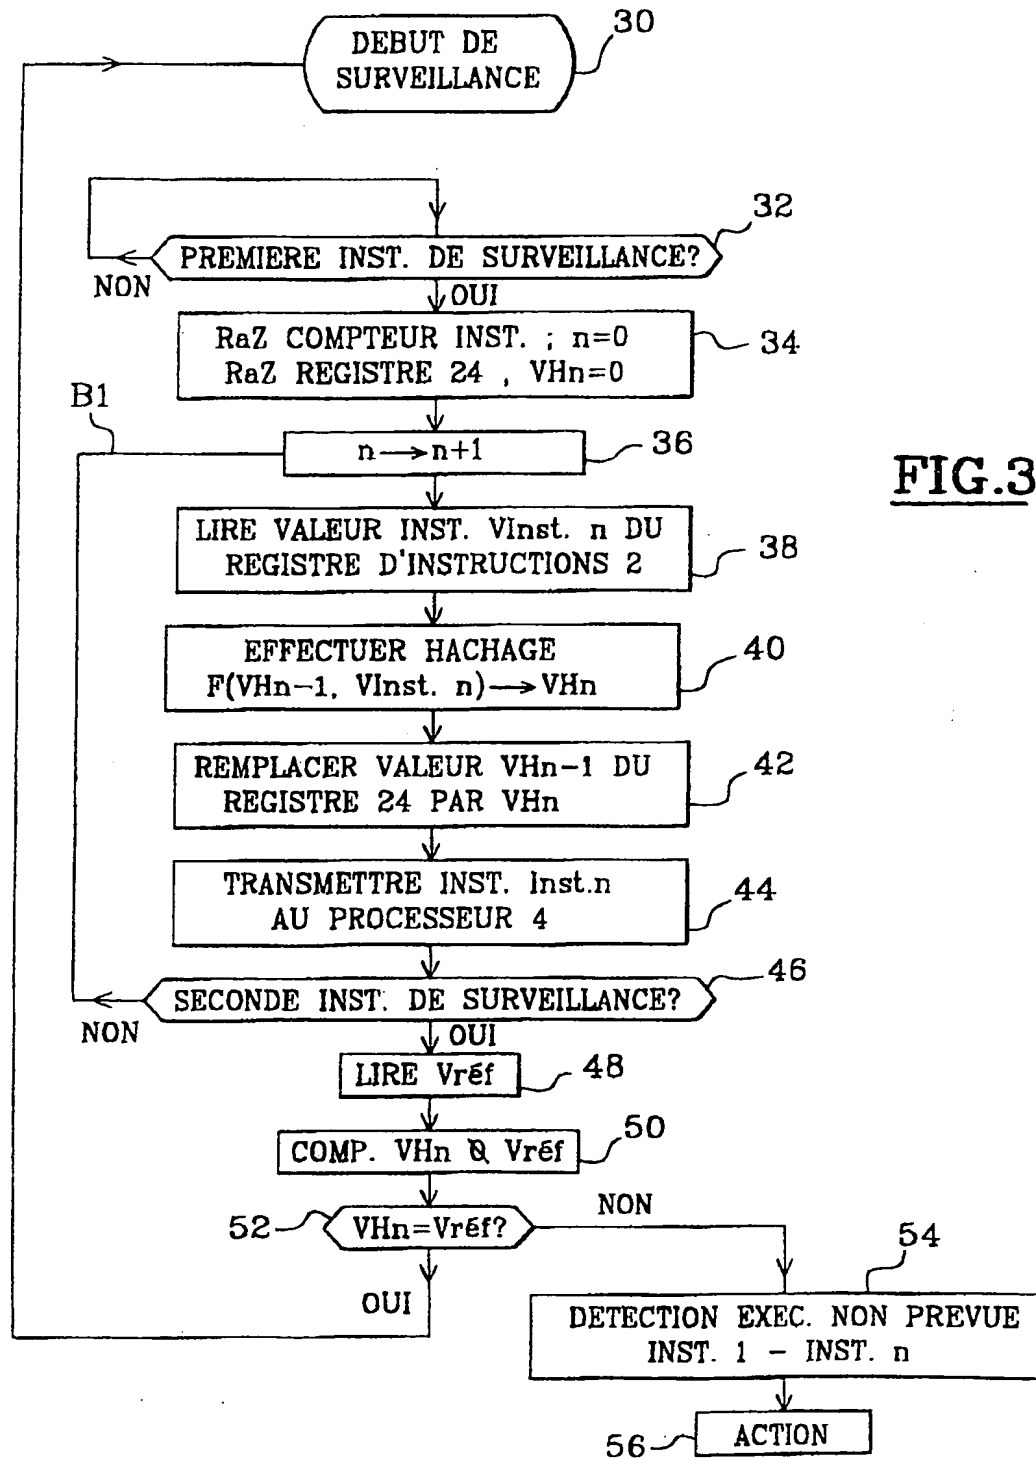 DEBUT DE
SURVEILLANCE
30
32
PREMIERE INST. DE SURVEILLANCE?
NON
OUI
RaZ COMPTEUR INST. ; n=0
RaZ REGISTRE 24 , VHn=0
34
B1
n→n+1
36
FIG.3
LIRE VALEUR INST. VInst. n DU
REGISTRE D'INSTRUCTIONS 2
38
EFFECTUER HACHAGE
F(VHn-1, VInst. n)→VHn
40
REMPLACER VALEUR VHn-1 DU
REGISTRE 24 PAR VHn
42
TRANSMETTRE INST. Inst.n
AU PROCESSEUR 4
44
46
SECONDE INST. DE SURVEILLANCE?
NON
OUI
LIRE Vréf
48
COMP. VHn & Vréf
50
52
VHn=Vréf?
NON
OUI
54
DETECTION EXEC. NON PREVUE
INST. 1 - INST. n
56
ACTION